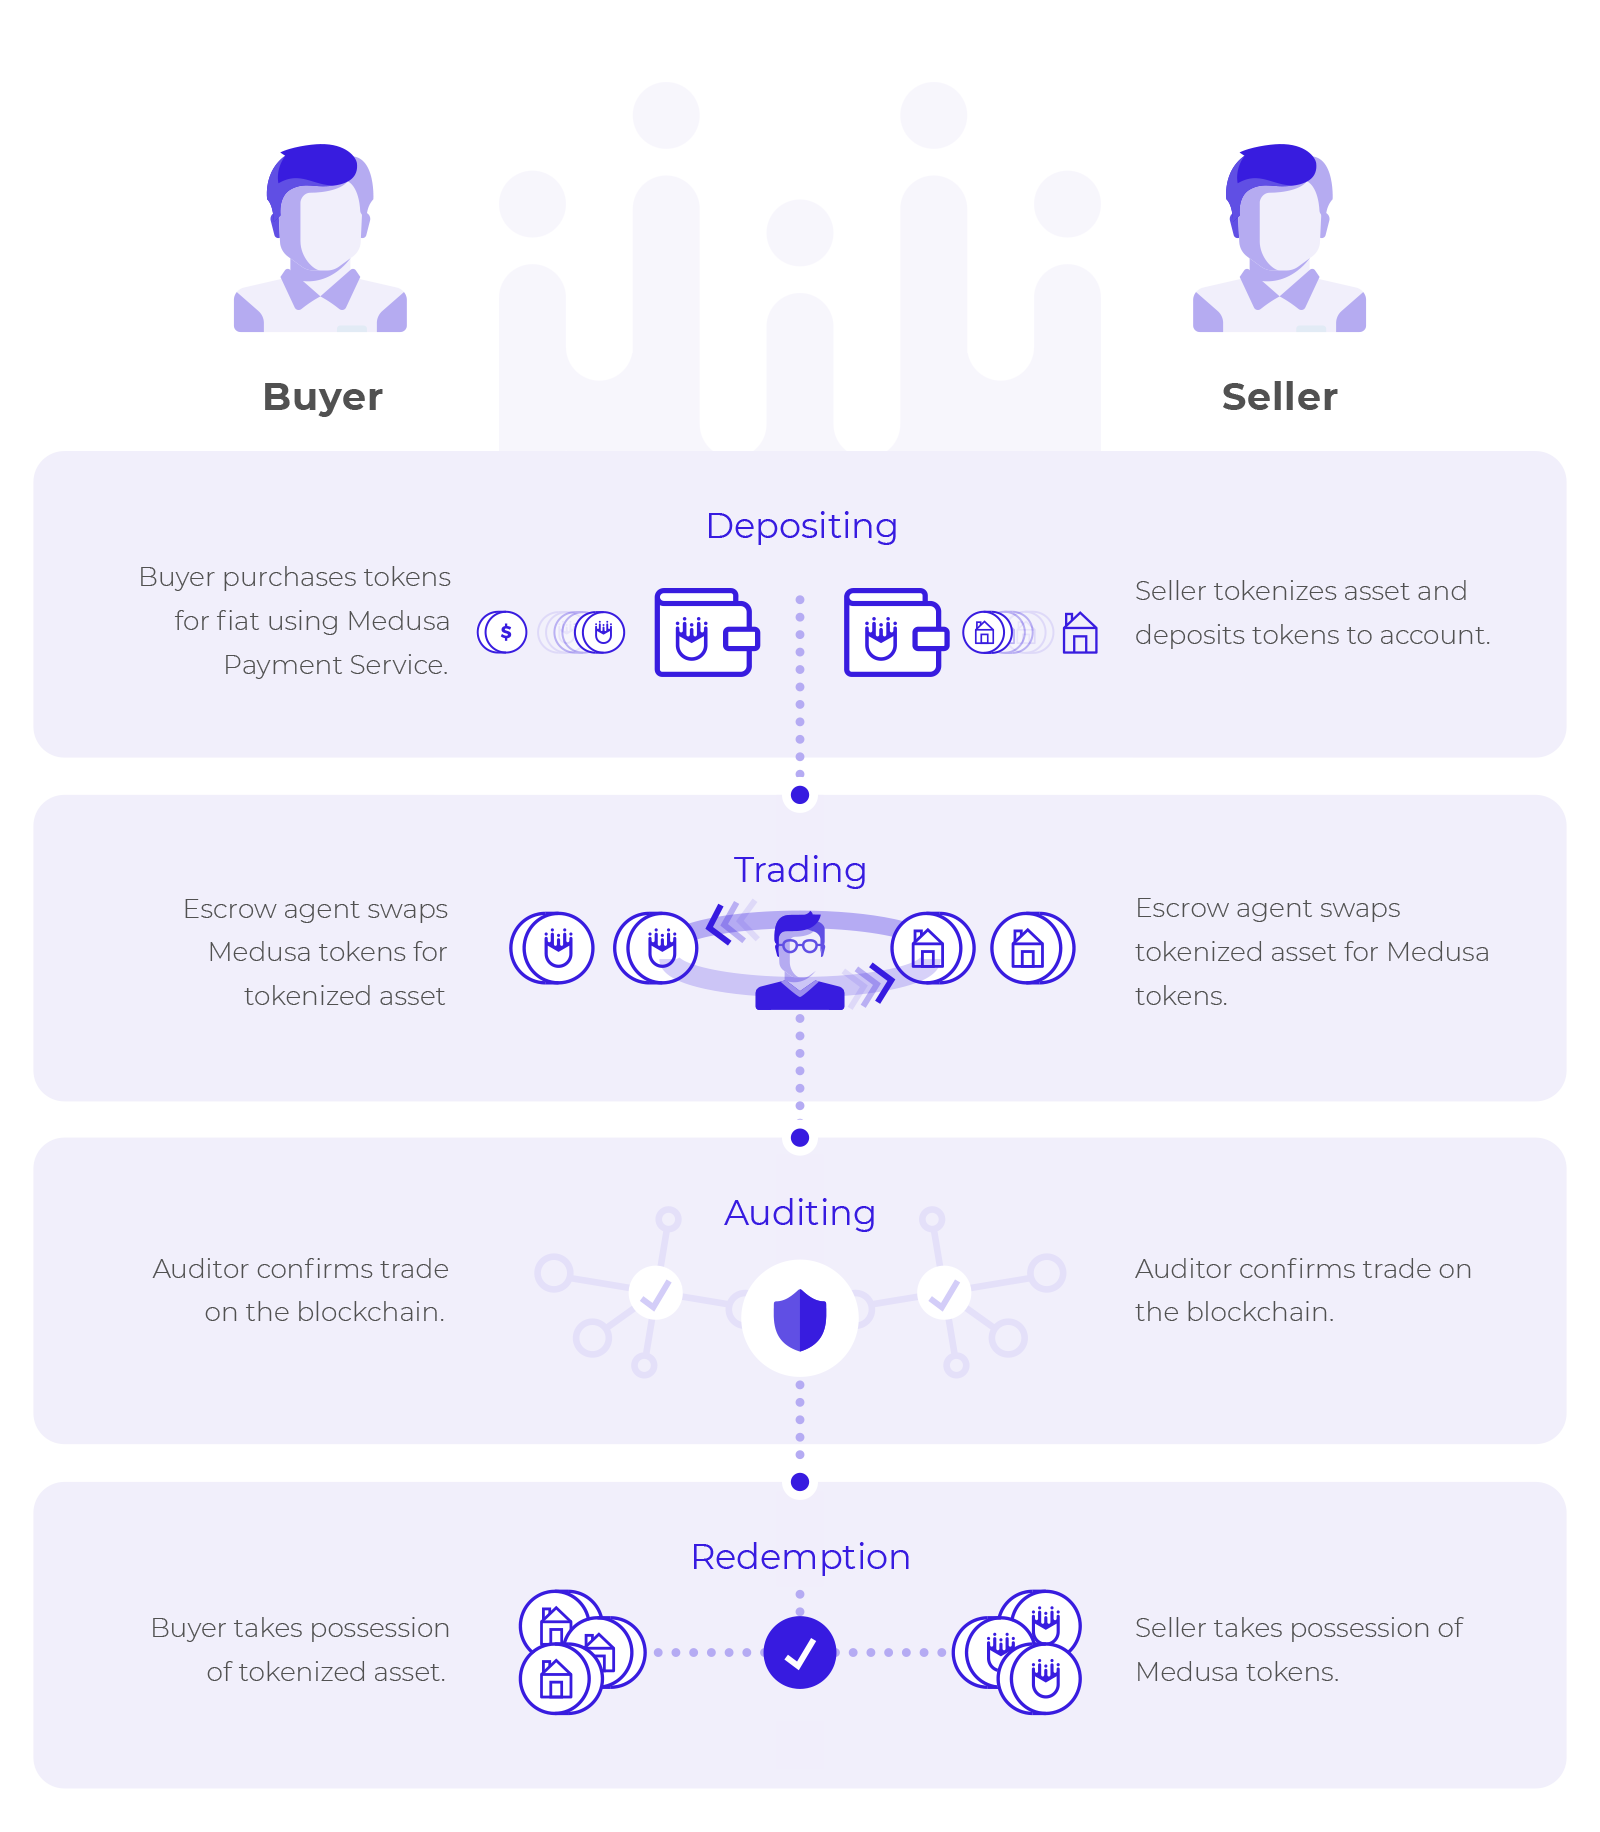 Buyer
Seller
Depositing
Buyer purchases tokens
for fiat using Medusa
Payment Service.
$
Seller tokenizes asset and
deposits tokens to account.
Trading
Escrow agent swaps
Medusa tokens for
tokenized asset
Escrow agent swaps
tokenized asset for Medusa
tokens.
Auditing
Auditor confirms trade
on the blockchain.
Auditor confirms trade on
the blockchain.
Redemption
Buyer takes possession
of tokenized asset.
Seller takes possession of
Medusa tokens.